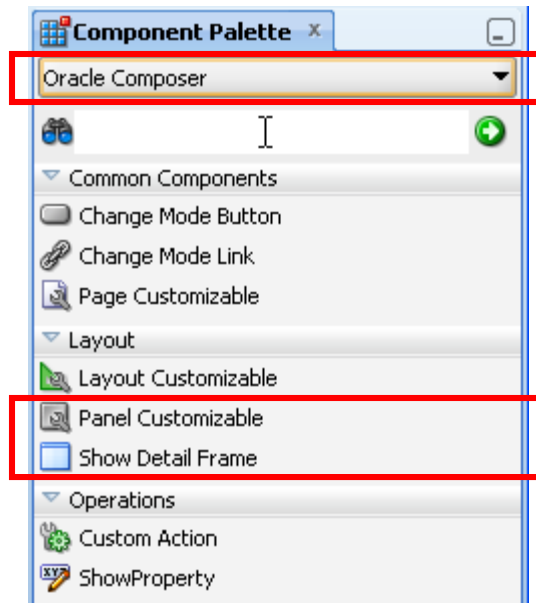 Component Palette
Oracle Composer
Common Components
Change Mode Button
Change Mode Link
Page Customizable
Layout
Layout Customizable
Panel Customizable
Show Detail Frame
Operations
Custom Action
ShowProperty